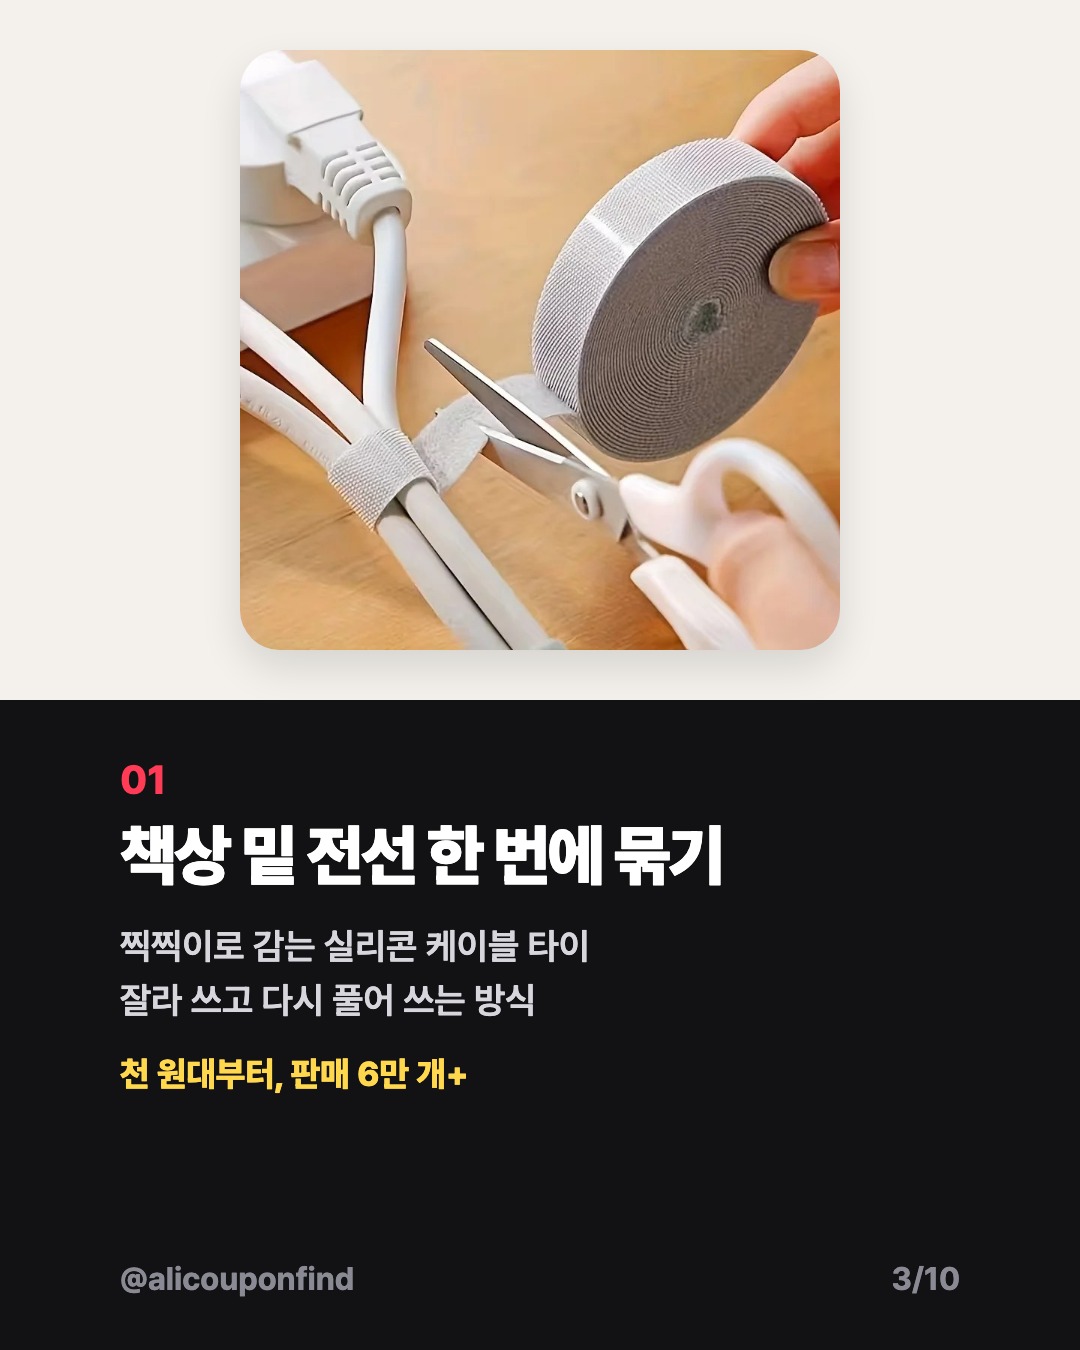 01
책상 밑 전선 한 번에 묶기
찍찍이로 감는 실리콘 케이블 타이
잘라 쓰고 다시 풀어 쓰는 방식
천 원대부터, 판매 6만 개+
@alicouponfind
3/10